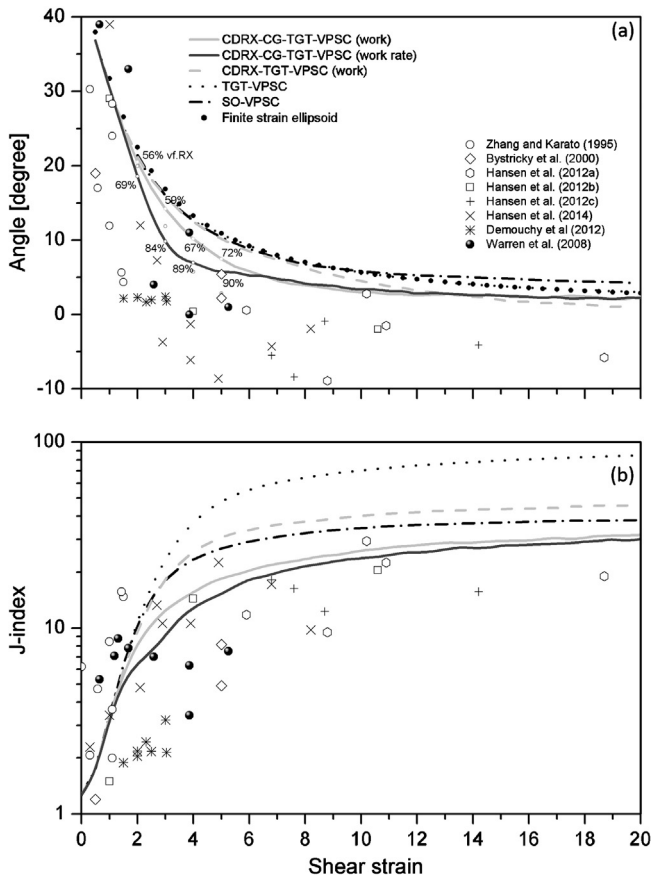 (a)
CDRX-CG-TGT-VPSC (work)
CDRX-CG-TGT-VPSC (work rate)
CDRX-TGT-VPSC (work)
TGT-VPSC
SO-VPSC
Finite strain ellipsoid
Zhang and Karato (1995)
Bystricky et al. (2000)
Hansen et al. (2012a)
Hansen et al. (2012b)
Hansen et al. (2012c)
Hansen et al. (2014)
Demouchy et al (2012)
Warren et al. (2008)
56% vf.RX
69%
59%
84%
67%
72%
89%
90%
Angle [degree]
40
30
20
10
0
-10
(b)
J-index
100
10
1
0 2 4 6 8 10 12 14 16 18 20
Shear strain